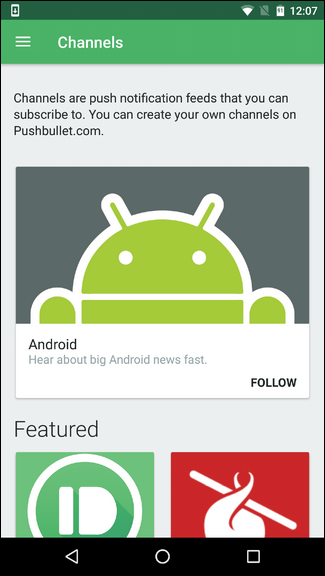 12:07
Channels
Channels are push notification feeds that you can
subscribe to. You can create your own channels on
Pushbullet.com.
Android
Hear about big Android news fast.
FOLLOW
Featured